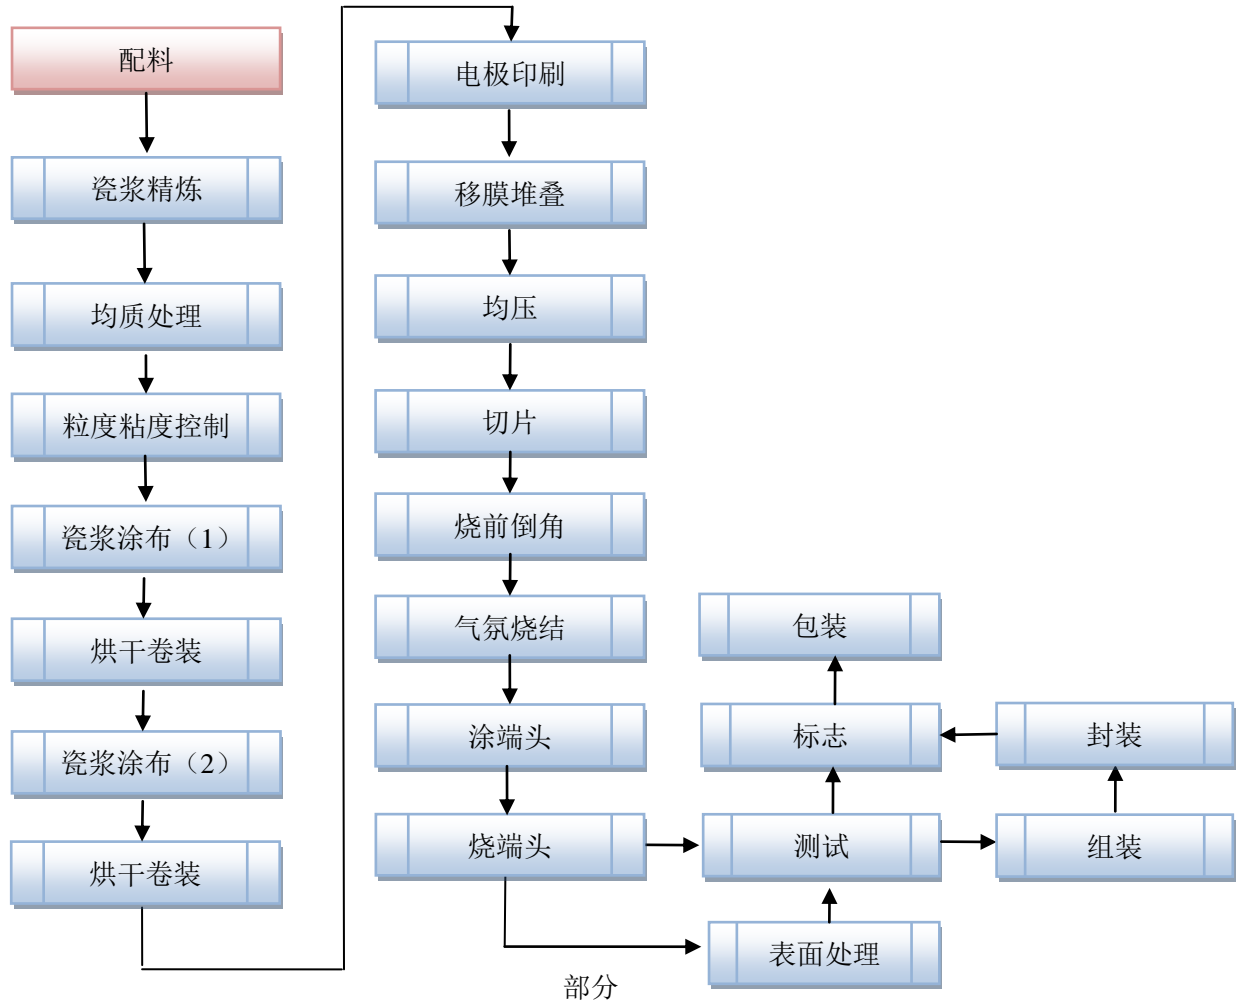 配料
瓷浆精炼
均质处理
粒度粘度控制
瓷浆涂布（1）
烘干卷装
瓷浆涂布（2）
烘干卷装
电极印刷
移膜堆叠
均压
切片
烧前倒角
气氛烧结
涂端头
烧端头
包装
标志
封装
测试
组装
表面处理
部分